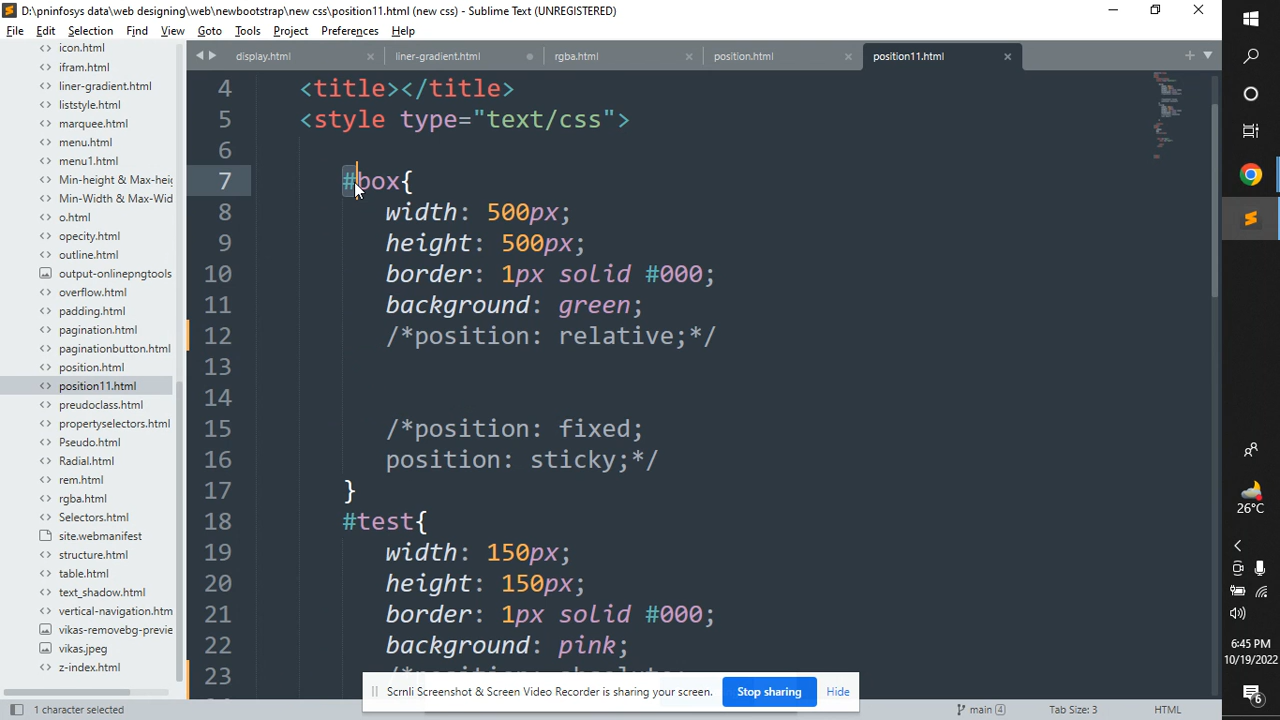 D:\pninfosys data\web designing\web\newbootstrap\new css\position11.html (new css) - Sublime Text (UNREGISTERED)
File Edit Selection Find View Goto Tools Project Preferences Help
display.html liner-gradient.html rgba.html position.html position11.html
icon.html
ifram.html
liner-gradient.html
liststyle.html
marquee.html
menu.html
menu1.html
Min-height & Max-hei
Min-Width & Max-Wid
o.html
opecity.html
outline.html
output-onlinepngtools
overflow.html
padding.html
pagination.html
paginationbutton.html
position.html
position11.html
preudoclass.html
propertyselectors.html
Pseudo.html
Radial.html
rem.html
rgba.html
Selectors.html
site.webmanifest
structure.html
table.html
text_shadow.html
vertical-navigation.htm
vikas-removebg-previe
vikas.jpeg
z-index.html
4 <title></title>
5 <style type="text/css">
6
7 #box{
8 width: 500px;
9 height: 500px;
10 border: 1px solid #000;
11 background: green;
12 /*position: relative;*/
13
14
15 /*position: fixed;
16 position: sticky;*/
17 }
18 #test{
19 width: 150px;
20 height: 150px;
21 border: 1px solid #000;
22 background: pink;
23 /*position: absolute;
Scrnli Screenshot & Screen Video Recorder is sharing your screen. Stop sharing Hide
1 character selected main 4 Tab Size: 3 HTML
26°C
6:45 PM
10/19/2022
6